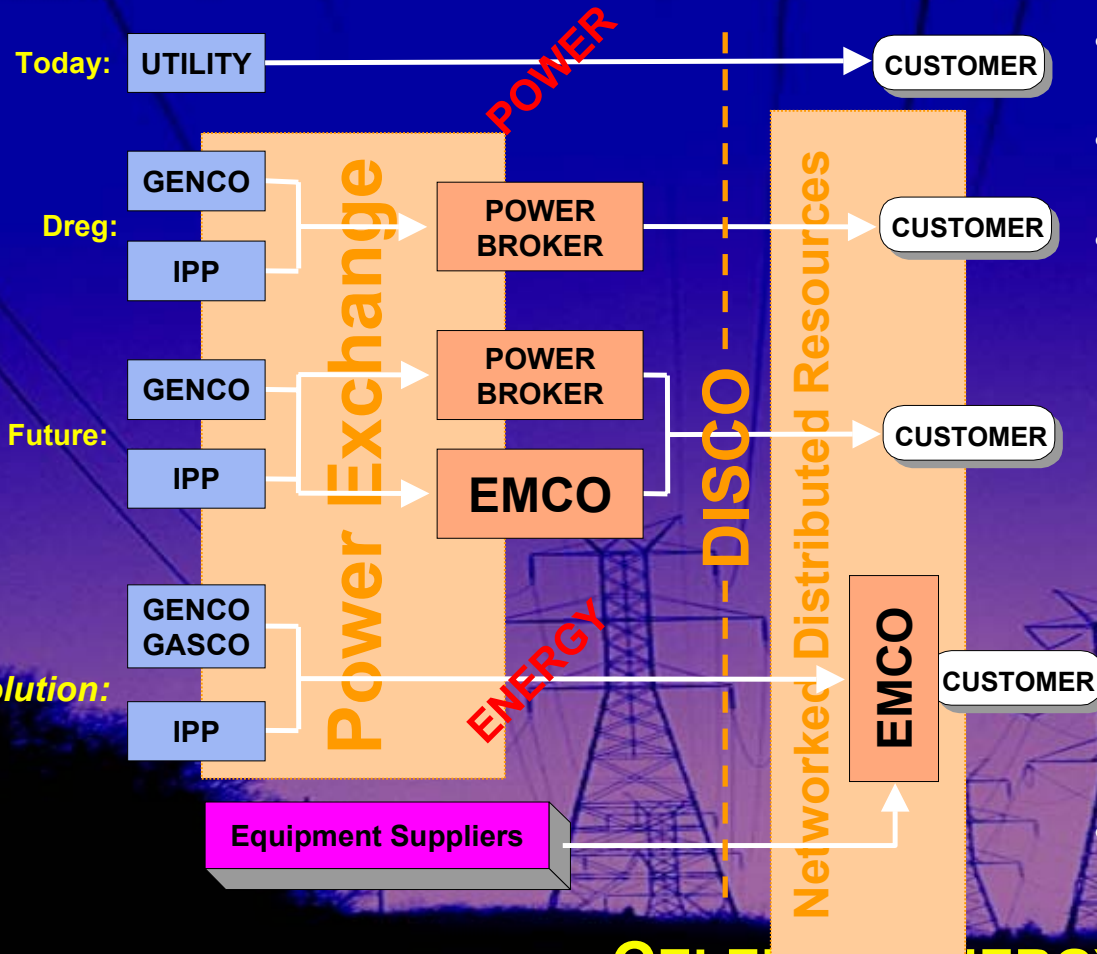 Today:
UTILITY
POWER
CUSTOMER
Dreg:
GENCO
IPP
Power Exchange
POWER
BROKER
DISCO
Networked Distributed Resources
CUSTOMER
Future:
GENCO
IPP
POWER
BROKER
EMCO
CUSTOMER
GENCO
GASCO
IPP
ENERGY
EMCO
CUSTOMER
Equipment Suppliers